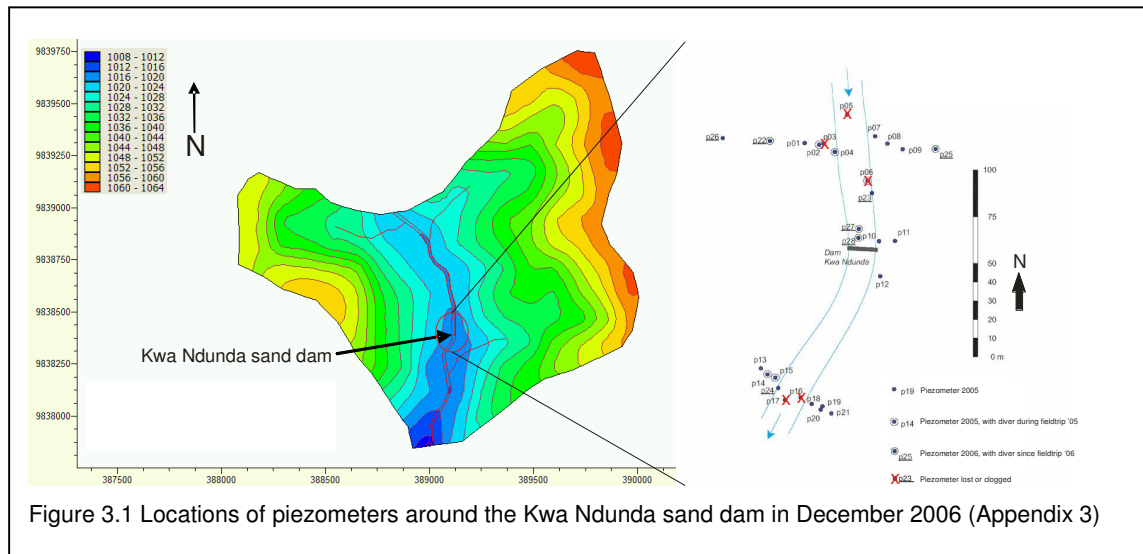 9839750
9839500
9839250
9839000
9838750
9838500
9838250
9838000
387500
388000
388500
389000
389500
390000
1008 - 1012
1012 - 1016
1016 - 1020
1020 - 1024
1024 - 1028
1028 - 1032
1032 - 1036
1036 - 1040
1040 - 1044
1044 - 1048
1048 - 1052
1052 - 1056
1056 - 1060
1060 - 1064
N
Kwa Ndunda sand dam
p05
p26
p22
p01
p03
p02
p04
p07
p08
p09
p25
p06
p23
p27
p10
p28
p11
Dam
Kwa Ndunda
p12
p13
p15
p14
p24
p16
p17
p18
p19
p20
p21
100
75
50
40
30
20
10
0 m
N
p19 Piezometer 2005
p14 Piezometer 2005, with diver during fieldtrip '05
p25 Piezometer 2006, with diver since fieldtrip '06
p23 Piezometer lost or clogged
Figure 3.1 Locations of piezometers around the Kwa Ndunda sand dam in December 2006 (Appendix 3)